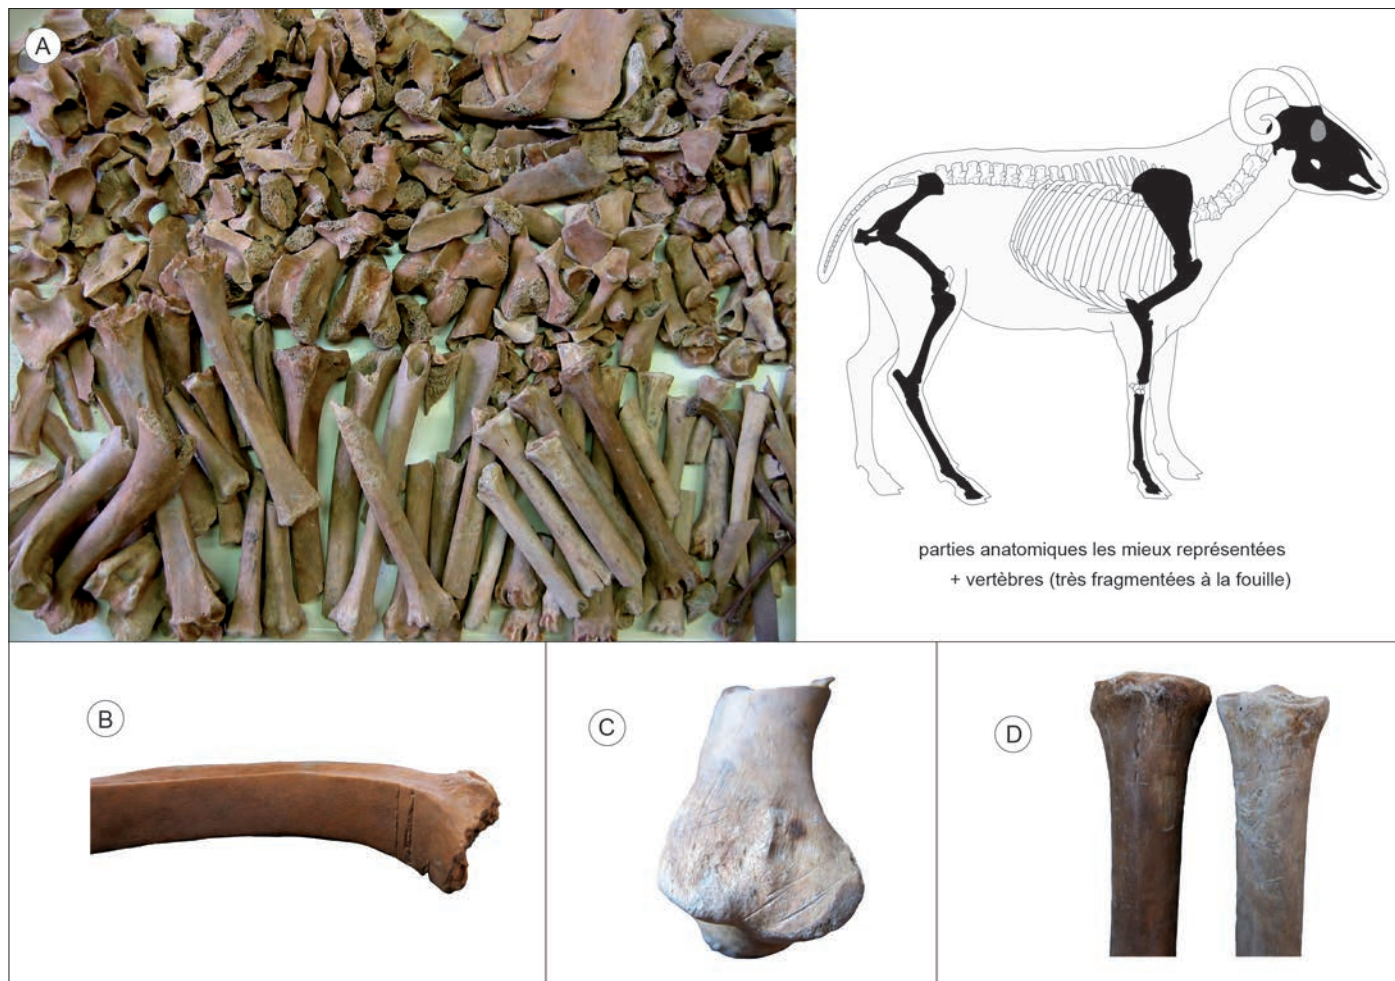 A
parties anatomiques les mieux représentées
+ vertèbres (très fragmentées à la fouille)
B
C
D